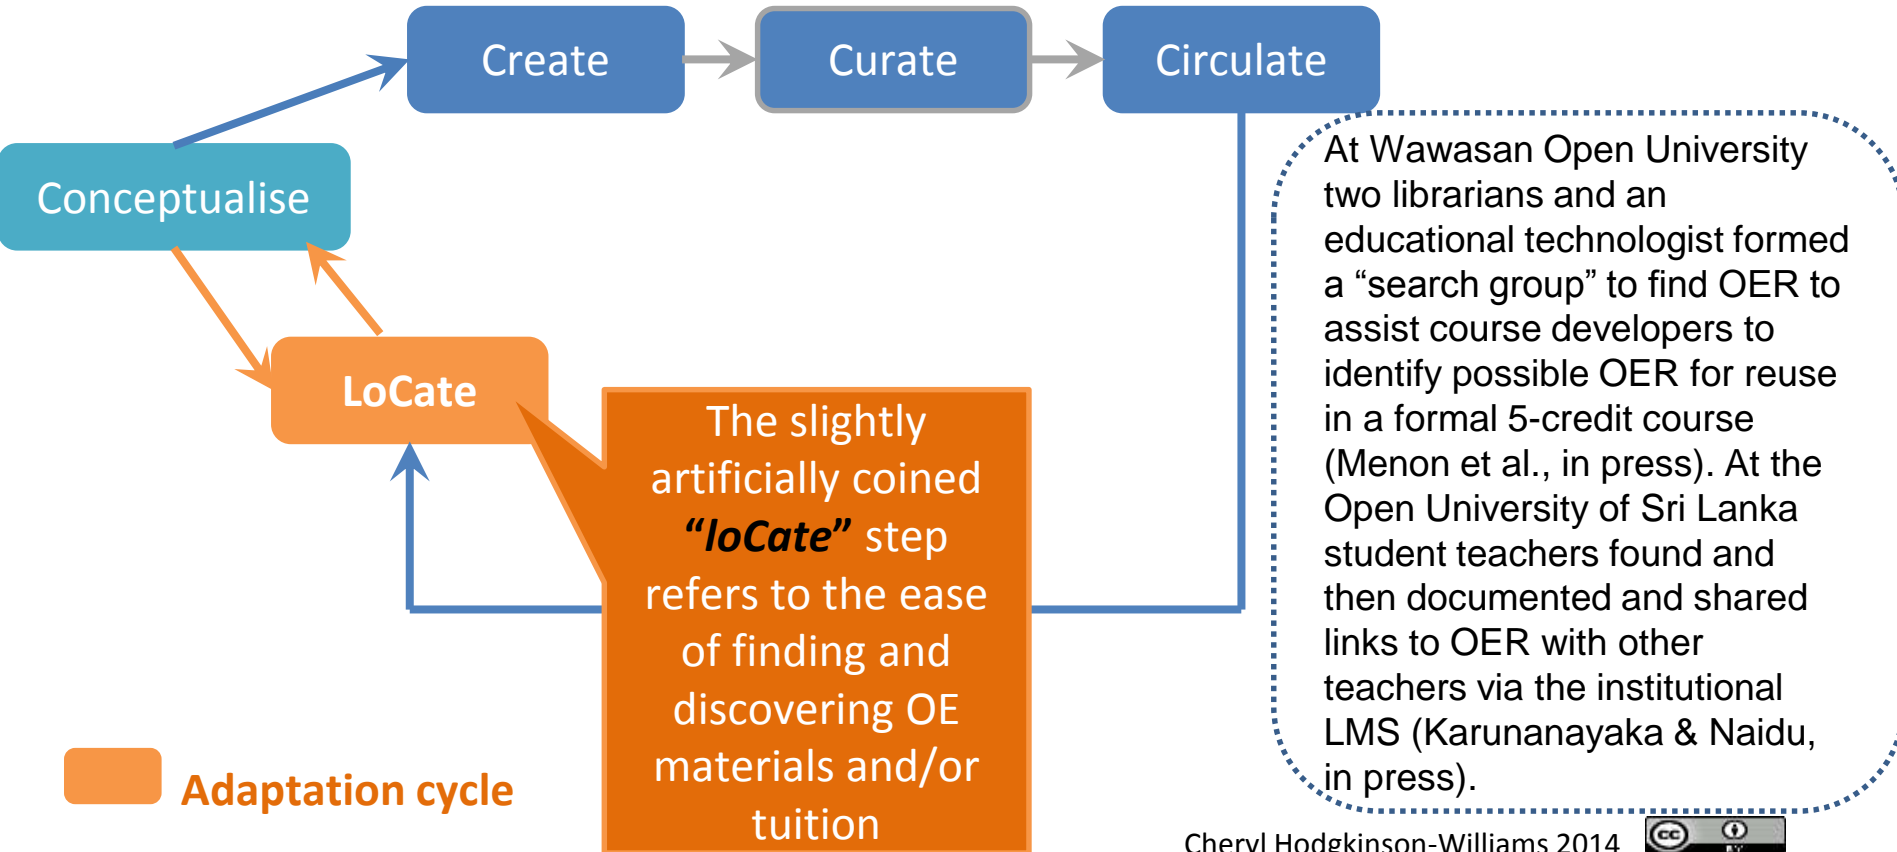 Create
Curate
Circulate
Conceptualise
LoCate
The slightly
artificially coined
“loCate” step
refers to the ease
of finding and
discovering OE
materials and/or
tuition
At Wawasan Open University
two librarians and an
educational technologist formed
a “search group” to find OER to
assist course developers to
identify possible OER for reuse
in a formal 5-credit course
(Menon et al., in press). At the
Open University of Sri Lanka
student teachers found and
then documented and shared
links to OER with other
teachers via the institutional
LMS (Karunanayaka & Naidu,
in press).
Adaptation cycle
Cheryl Hodgkinson-Williams 2014
cc